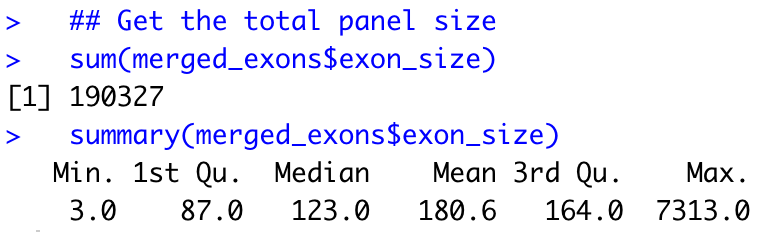 >   ## Get the total panel size
>   sum(merged_exons$exon_size)
[1] 190327
>   summary(merged_exons$exon_size)
   Min. 1st Qu.  Median    Mean 3rd Qu.    Max.
    3.0    87.0   123.0   180.6   164.0  7313.0